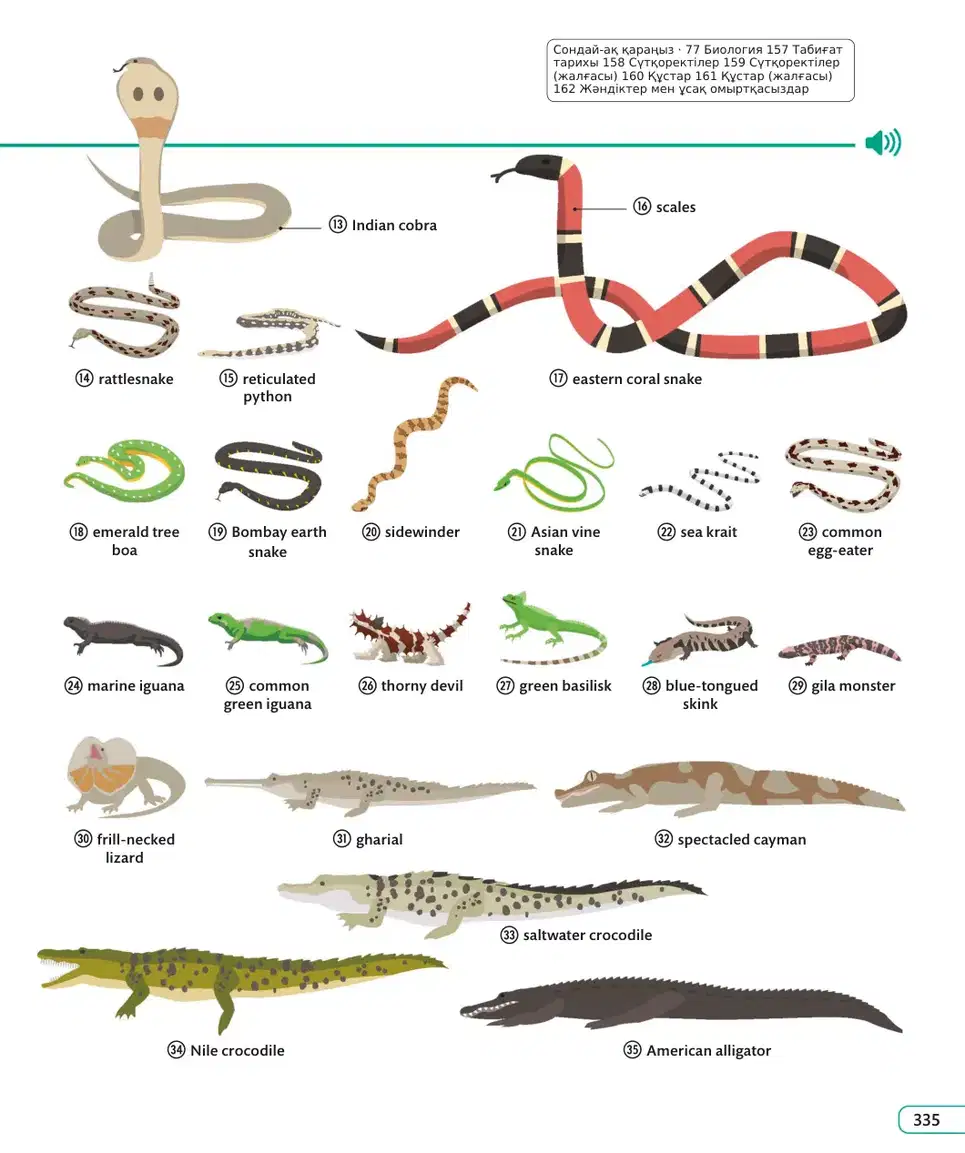 Сондай-ақ қараңыз · 77 Биология 157 Табиғат
тарихы 158 Сүтқоректілер 159 Сүтқоректілер
(жалғасы) 160 Құстар 161 Құстар (жалғасы)
162 Жәндіктер мен ұсақ омыртқасыздар
⑬ Indian cobra
⑯ scales
⑭ rattlesnake
⑮ reticulated
python
⑰ eastern coral snake
⑱ emerald tree
boa
⑲ Bombay earth
snake
⑳ sidewinder
㉑ Asian vine
snake
㉒ sea krait
㉓ common
egg-eater
㉔ marine iguana
㉕ common
green iguana
㉖ thorny devil
㉗ green basilisk
㉘ blue-tongued
skink
㉙ gila monster
㉚ frill-necked
lizard
㉛ gharial
㉜ spectacled cayman
㉝ saltwater crocodile
㉞ Nile crocodile
㉟ American alligator
335